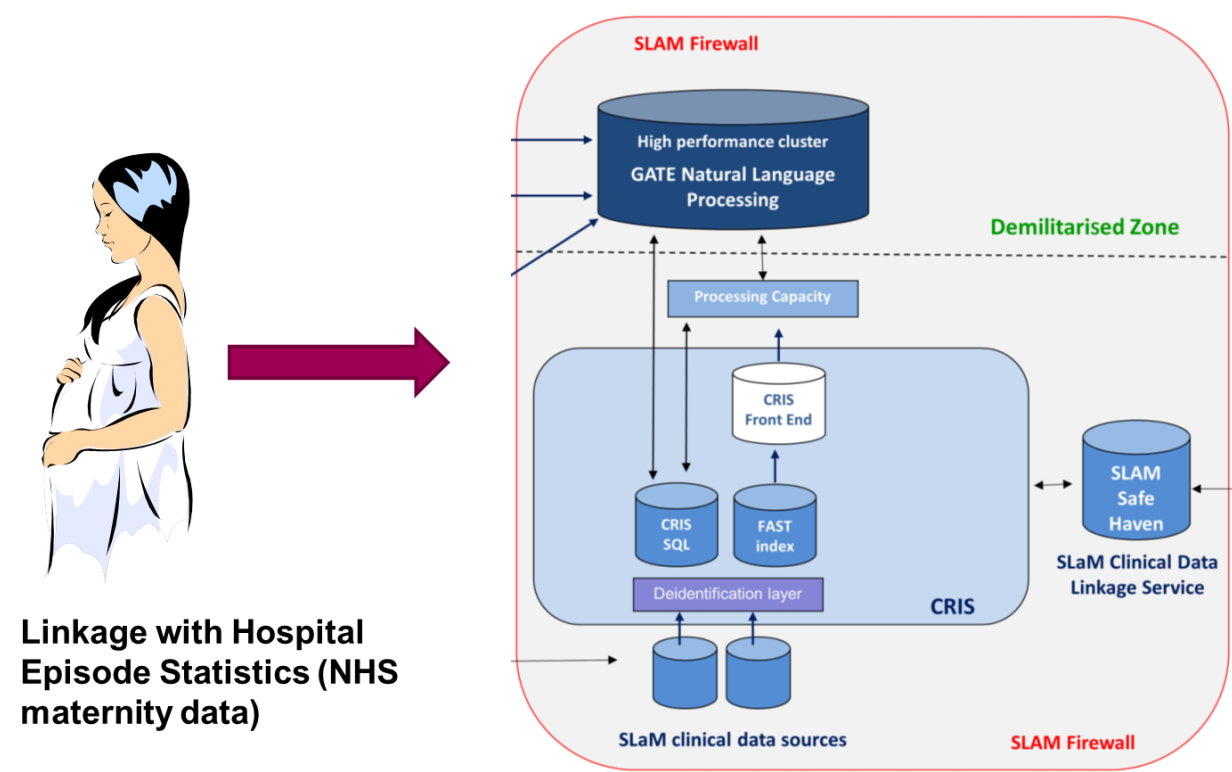 SLAM Firewall
High performance cluster
GATE Natural Language
Processing
Demilitarised Zone
Processing Capacity
CRIS
Front End
CRIS
SQL
FAST
index
Deidentification layer
CRIS
SLAM
Safe
Haven
SLaM Clinical Data
Linkage Service
Linkage with Hospital
Episode Statistics (NHS
maternity data)
SLaM clinical data sources
SLAM Firewall